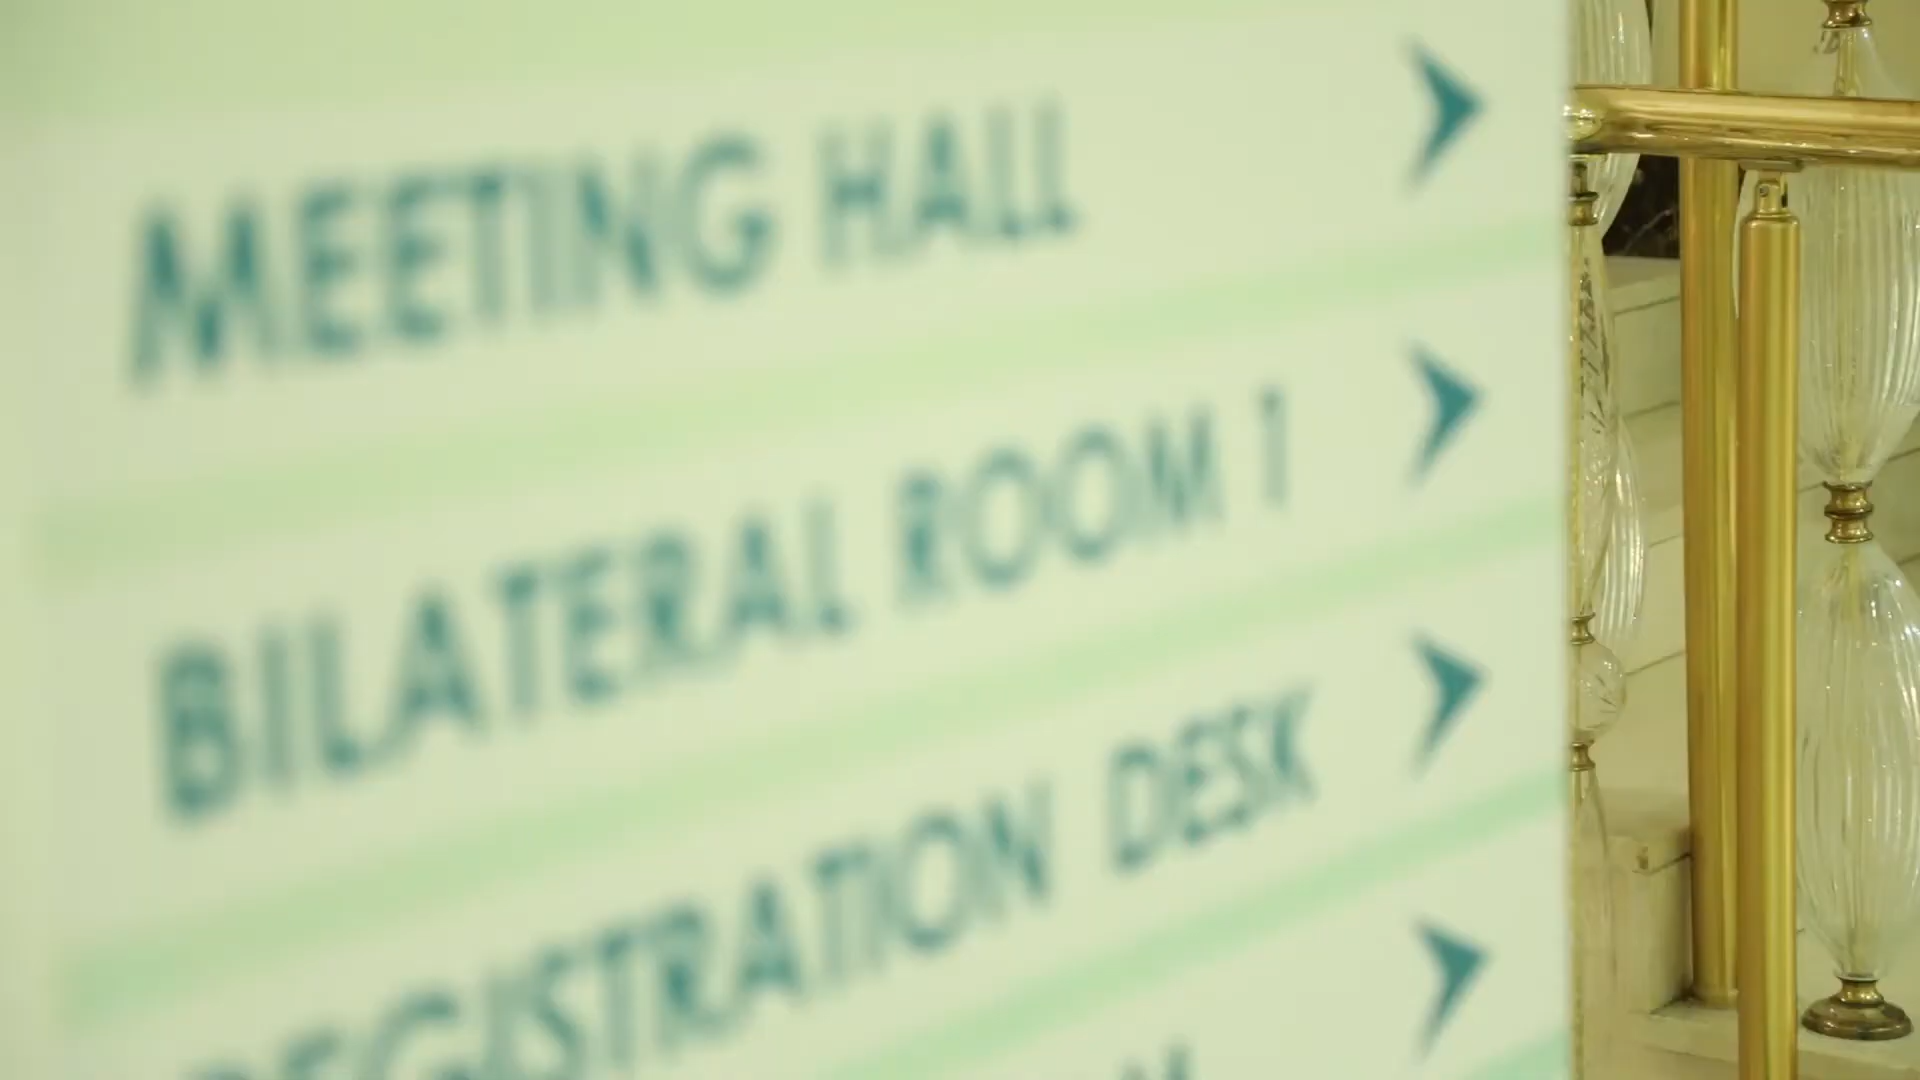 MEETING HALL
BILATERAL ROOM 1
REGISTRATION DESK